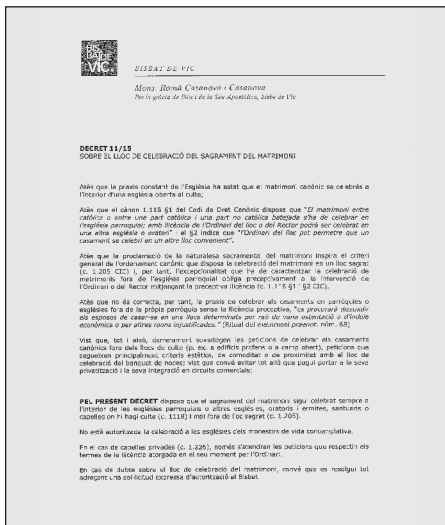 BISBAT DE VIC
BISBAT DE VIC
Mons. Romà Casanova i Casanova
Per la gràcia de Déu i de la Seu Apostòlica, bisbe de Vic
DECRET 11/15
SOBRE EL LLOC DE CELEBRACIÓ DEL SAGRAMENT DEL MATRIMONI
Atès que la praxis constant de l'Església ha estat que el matrimoni canònic se celebrés a
l'interior d'una església oberta al culte;
Atès que el cànon 1.118 §1 del Codi de Dret Canònic disposa que "El matrimoni entre
catòlics o entre una part catòlica i una part no catòlica batejada s'ha de celebrar en
l'església parroquial; amb llicència de l'Ordinari del lloc o del Rector podrà ser celebrat en
una altra església o oratori" i el §2 indica que "l'Ordinari del lloc pot permetre que un
casament se celebri en un altre lloc convenient".
Atès que la proclamació de la naturalesa sacramental del matrimoni inspira el criteri
general de l'ordenament canònic que disposa la celebració del matrimoni en un lloc sagrat
(c. 1.205 CIC) i, per tant, l'excepcionalitat que ha de caracteritzar la celebració de
matrimonis fora de l'església parroquial obliga preceptivament a la intervenció de
l'Ordinari o del Rector mitjançant la preceptiva llicència (c. 1.118 §1 i §2 CIC).
Atès que no és correcta, per tant, la praxis de celebrar els casaments en parròquies o
esglésies fora de la pròpia parròquia sense la llicència preceptiva, "es procurarà dissuadir
els esposos de casar-se en uns llocs determinats per raó de vana ostentació o d'índole
econòmica o per altres raons injustificades." (Ritual del matrimoni praenot. núm. 68)
Vist que, tot i això, darrerament sovintegen les peticions de celebrar els casaments
canònics fora dels llocs de culte (p. ex. a edificis profans o a camp obert), peticions que
segueixen principalment criteris estètics, de comoditat o de proximitat amb el lloc de
celebració del banquet de noces; vist que convé evitar tot allò que pugui portar a la seva
privatització i la seva integració en circuits comercials;
PEL PRESENT DECRET disposo que el sagrament del matrimoni sigui celebrat sempre a
l'interior de les esglésies parroquials o altres esglésies, oratoris i ermites, santuaris o
capelles on hi hagi culte (c. 1118) i mai fora de lloc sagrat (c. 1.205).
No està autoritzada la celebració a les esglésies dels monestirs de vida contemplativa.
En el cas de capelles privades (c. 1.226), només s'atendran les peticions que respectin els
termes de la llicència atorgada en el seu moment per l'Ordinari.
En cas de dubte sobre el lloc de celebració del matrimoni, convé que es resolgui tot
adreçant una sol·licitud expressa d'autorització al Bisbat.